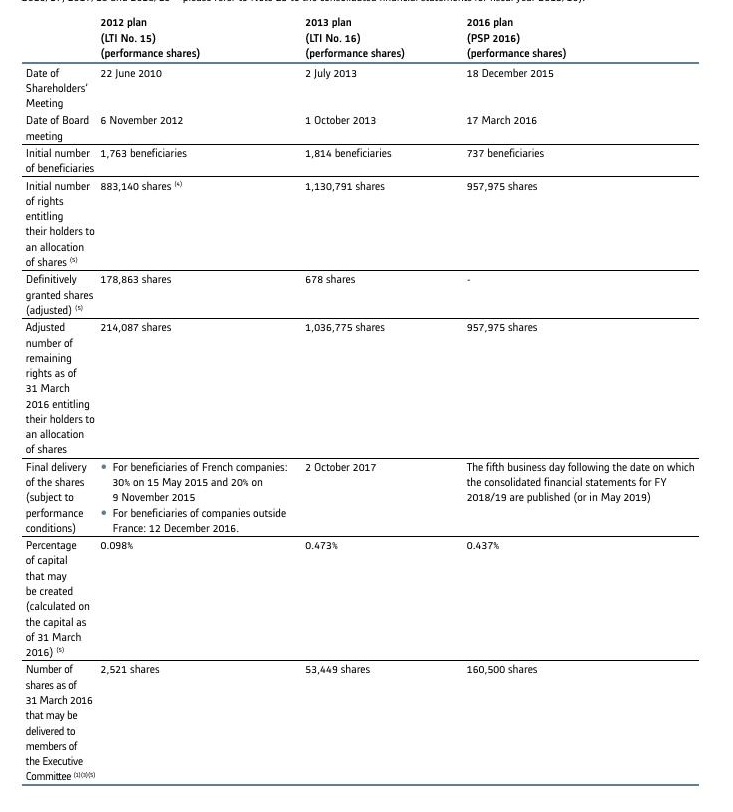 2012 plan
(LTI No. 15)
(performance shares)
2013 plan
(LTI No. 16)
(performance shares)
2016 plan
(PSP 2016)
(performance shares)
Date of
Shareholders'
Meeting
22 June 2010
2 July 2013
18 December 2015
Date of Board
meeting
6 November 2012
1 October 2013
17 March 2016
Initial number
of beneficiaries
1,763 beneficiaries
1,814 beneficiaries
737 beneficiaries
Initial number
of rights
entitling
their holders to
an allocation
of shares (5)
883,140 shares (4)
1,130,791 shares
957,975 shares
Definitively
granted shares
(adjusted) (5)
178,863 shares
678 shares
-
Adjusted
number of
remaining
rights as of
31 March
2016 entitling
their holders to
an allocation
of shares
214,087 shares
1,036,775 shares
957,975 shares
Final delivery
of the shares
(subject to
performance
conditions)
• For beneficiaries of French companies:
30% on 15 May 2015 and 20% on
9 November 2015
• For beneficiaries of companies outside
France: 12 December 2016.
2 October 2017
The fifth business day following the date on which
the consolidated financial statements for FY
2018/19 are published (or in May 2019)
Percentage
of capital
that may
be created
(calculated on
the capital as
of 31 March
2016) (5)
0.098%
0.473%
0.437%
Number of
shares as of
31 March 2016
that may be
delivered to
members of
the Executive
Committee (1)(3)(5)
2,521 shares
53,449 shares
160,500 shares